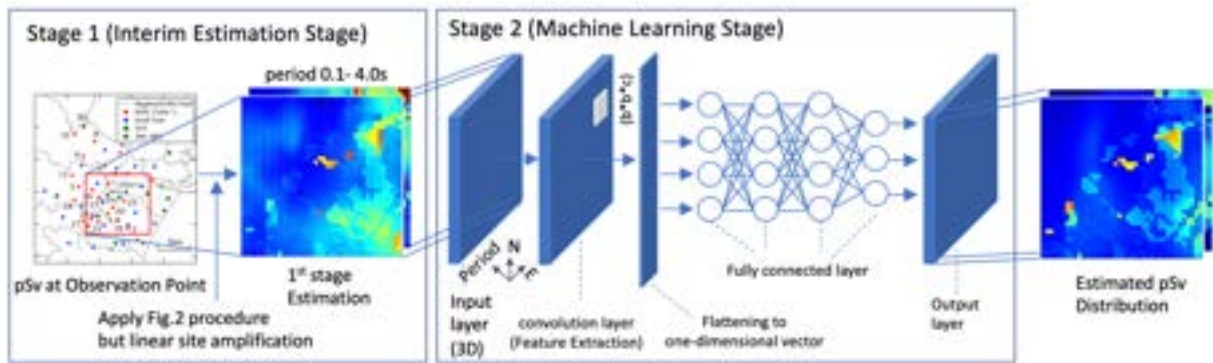 Stage 1 (Interim Estimation Stage)
period 0.1- 4.0s
pSv at Observation Point
1st stage
Estimation
Apply Fig.2 procedure
but linear site amplification
Stage 2 (Machine Learning Stage)
(b*b*c)
Period
N
E
Input
layer
(3D)
convolution layer
(Feature Extraction)
Flattening to
one-dimensional vector
Fully connected layer
Output
layer
Estimated pSv
Distribution